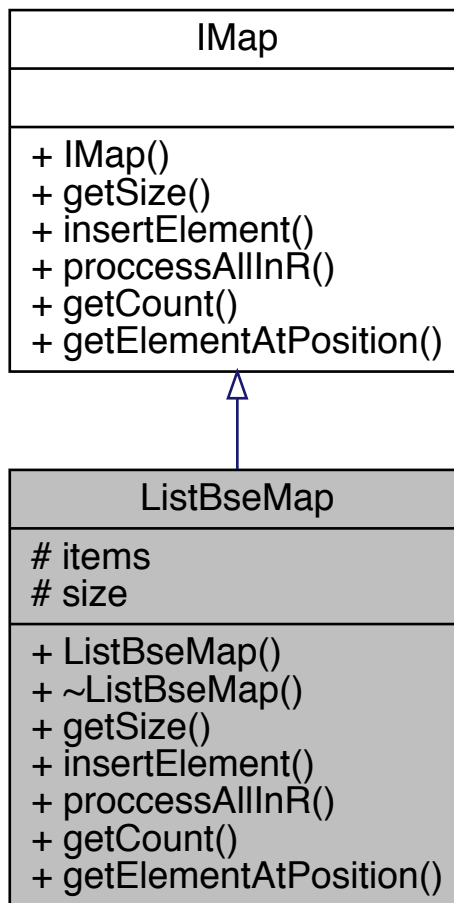 IMap
+ IMap()
+ getSize()
+ insertElement()
+ proccessAllInR()
+ getCount()
+ getElementAtPosition()
ListBseMap
# items
# size
+ ListBseMap()
+ ~ListBseMap()
+ getSize()
+ insertElement()
+ proccessAllInR()
+ getCount()
+ getElementAtPosition()